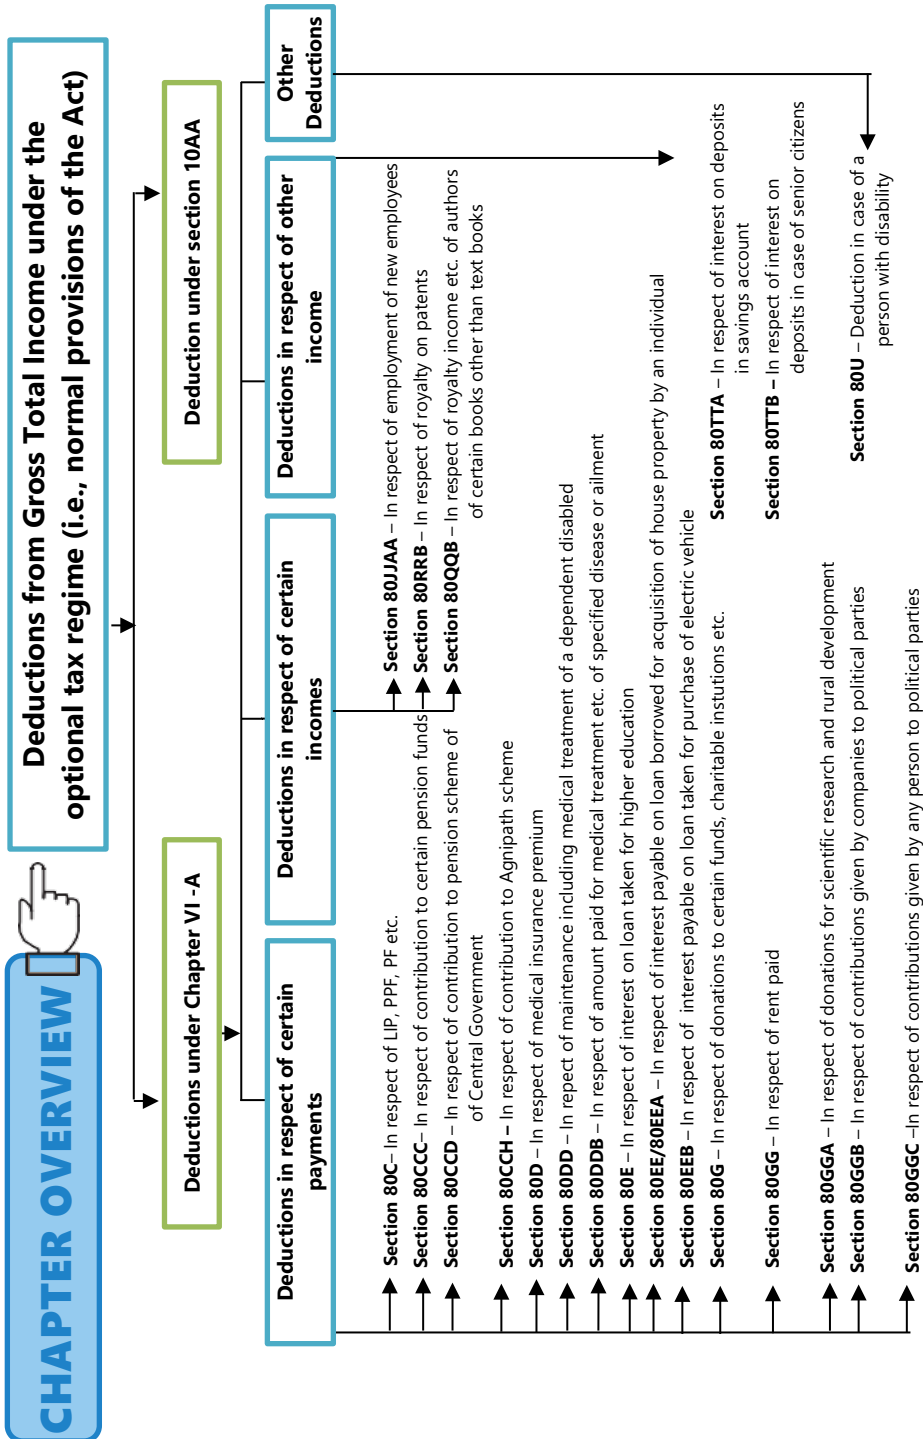 CHAPTER OVERVIEW
Deductions from Gross Total Income under the
optional tax regime (i.e., normal provisions of the Act)
Deductions under Chapter VI -A
Deduction under section 10AA
Deductions in respect of certain
payments
Deductions in respect of certain
incomes
Deductions in respect of other
income
Other
Deductions
Section 80C– In respect of LIP, PPF, PF etc.
Section 80CCC– In respect of contribution to certain pension funds
Section 80CCD – In respect of contribution to pension scheme of
of Central Government
Section 80CCH – In respect of contribution to Agnipath scheme
Section 80D – In respect of medical insurance premium
Section 80DD – In repect of maintenance including medical treatment of a dependent disabled
Section 80DDB – In respect of amount paid for medical treatment etc. of specified disease or ailment
Section 80E – In respect of interest on loan taken for higher education
Section 80EE/80EEA – In respect of interest payable on loan borrowed for acquisition of house property by an individual
Section 80EEB – In respect of interest payable on loan taken for purchase of electric vehicle
Section 80G – In respect of donations to certain funds, charitable instutions etc.
Section 80GG – In respect of rent paid
Section 80GGA – In respect of donations for scientific research and rural development
Section 80GGB – In respect of contributions given by companies to political parties
Section 80GGC –In respect of contributions given by any person to political parties
Section 80JJAA – In respect of employment of new employees
Section 80RRB – In respect of royalty on patents
Section 80QQB – In respect of royalty income etc. of authors
of certain books other than text books
Section 80TTA – In respect of interest on deposits
in savings account
Section 80TTB – In respect of interest on
deposits in case of senior citizens
Section 80U – Deduction in case of a
person with disability